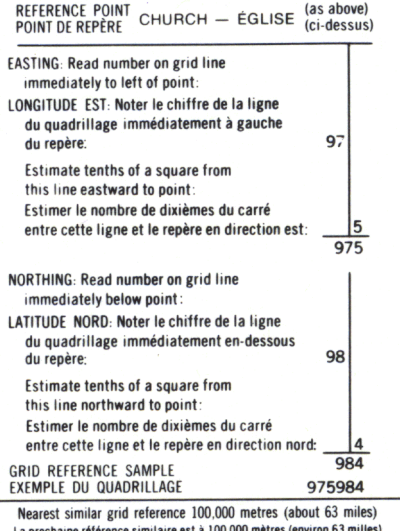 REFERENCE POINT CHURCH — ÉGLISE (as above)
POINT DE REPÈRE (ci-dessus)
EASTING: Read number on grid line
immediately to left of point:
LONGITUDE EST: Noter le chiffre de la ligne
du quadrillage immédiatement à gauche
du repère: 97
Estimate tenths of a square from
this line eastward to point:
Estimer le nombre de dixièmes du carré
entre cette ligne et le repère en direction est: 5
975
NORTHING: Read number on grid line
immediately below point:
LATITUDE NORD: Noter le chiffre de la ligne
du quadrillage immédiatement en-dessous
du repère: 98
Estimate tenths of a square from
this line northward to point:
Estimer le nombre de dixièmes du carré
entre cette ligne et le repère en direction nord: 4
GRID REFERENCE SAMPLE 984
EXEMPLE DU QUADRILLAGE 975984
Nearest similar grid reference 100,000 metres (about 63 miles)
La prochaine référence similaire est à 100,000 mètres (environ 63 milles)